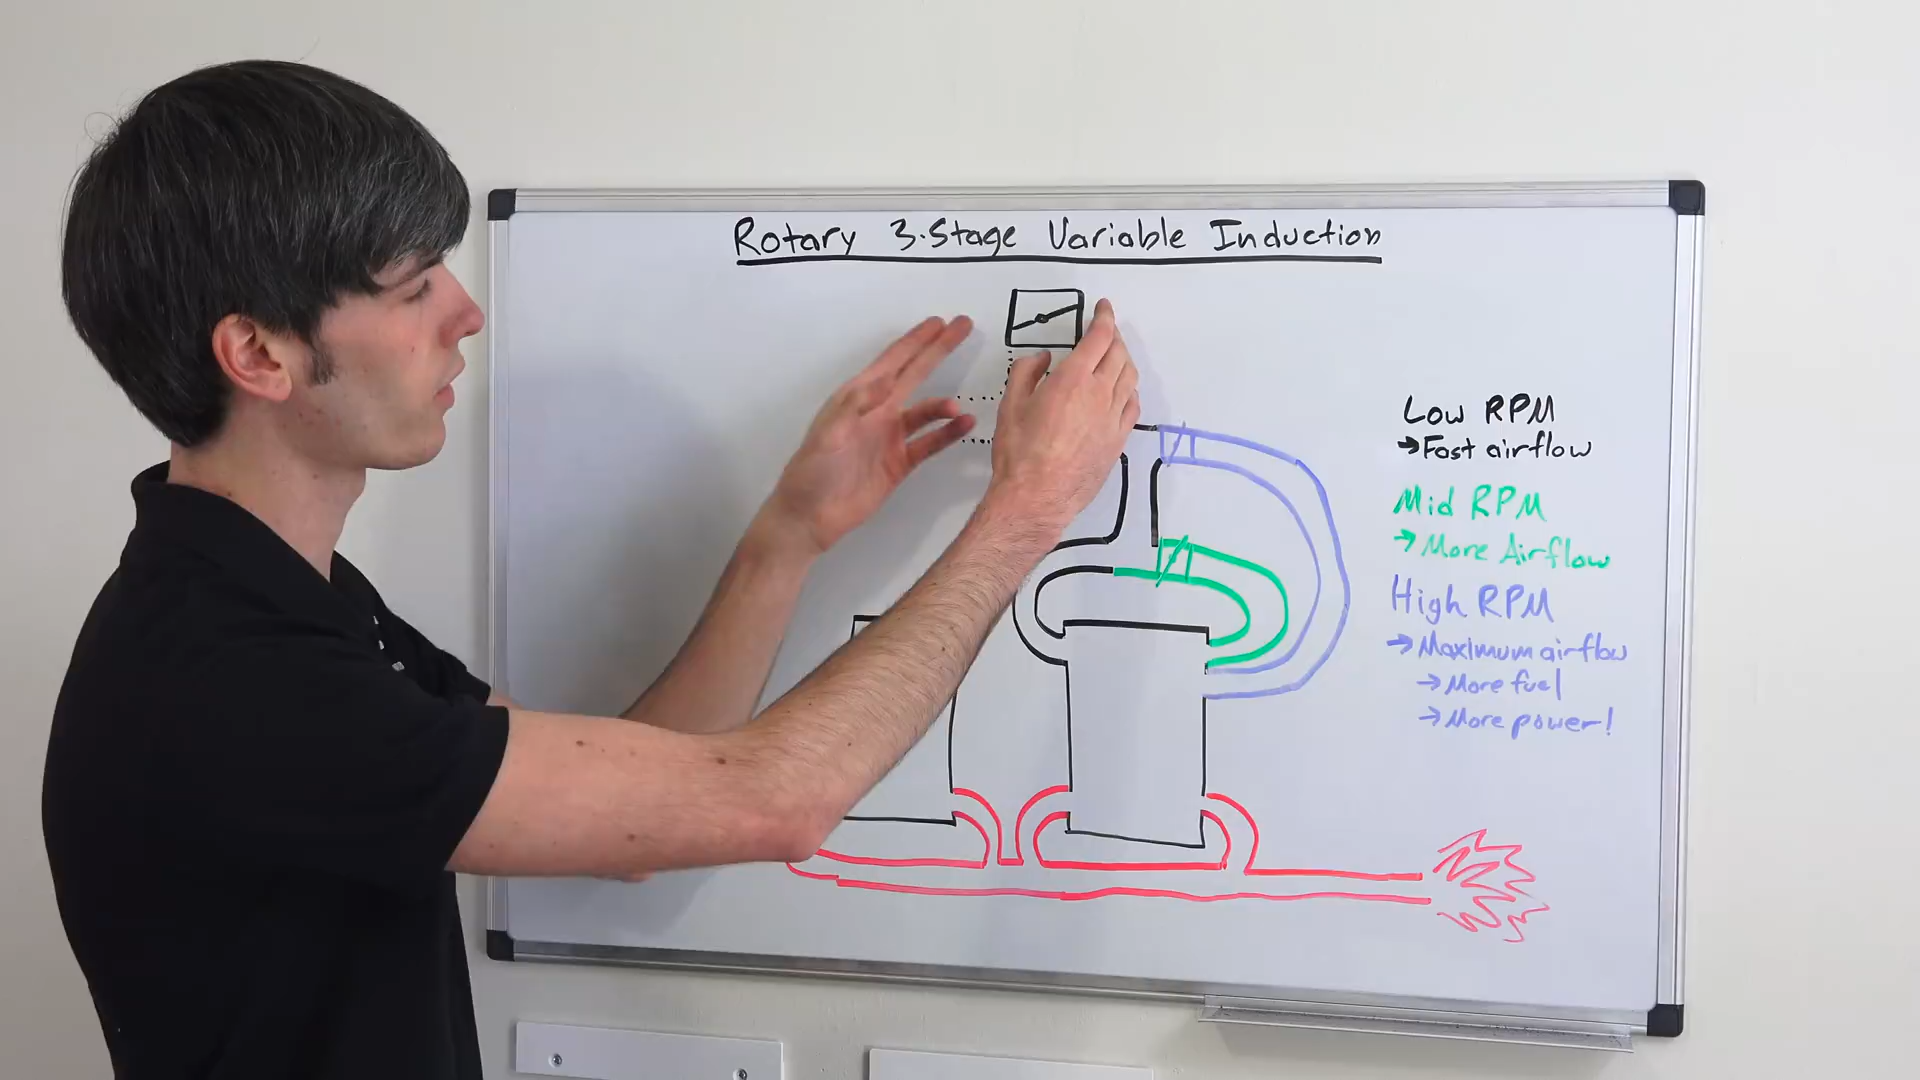 Rotary 3-Stage Variable Induction
Low RPM
→Fast airflow
Mid RPM
→More Airflow
High RPM
→Maximum airflow
→More fuel
→More power!